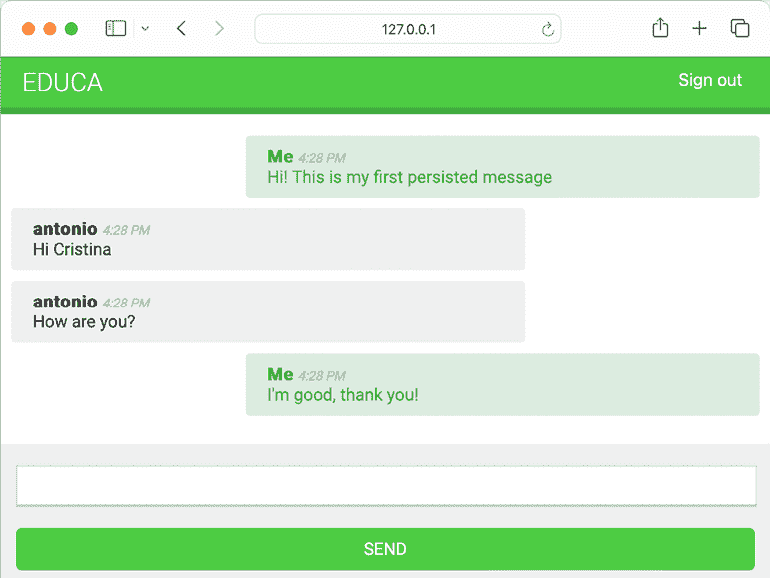 127.0.0.1
EDUCA
Sign out
Me 4:28 PM
Hi! This is my first persisted message
antonio 4:28 PM
Hi Cristina
antonio 4:28 PM
How are you?
Me 4:28 PM
I'm good, thank you!
SEND